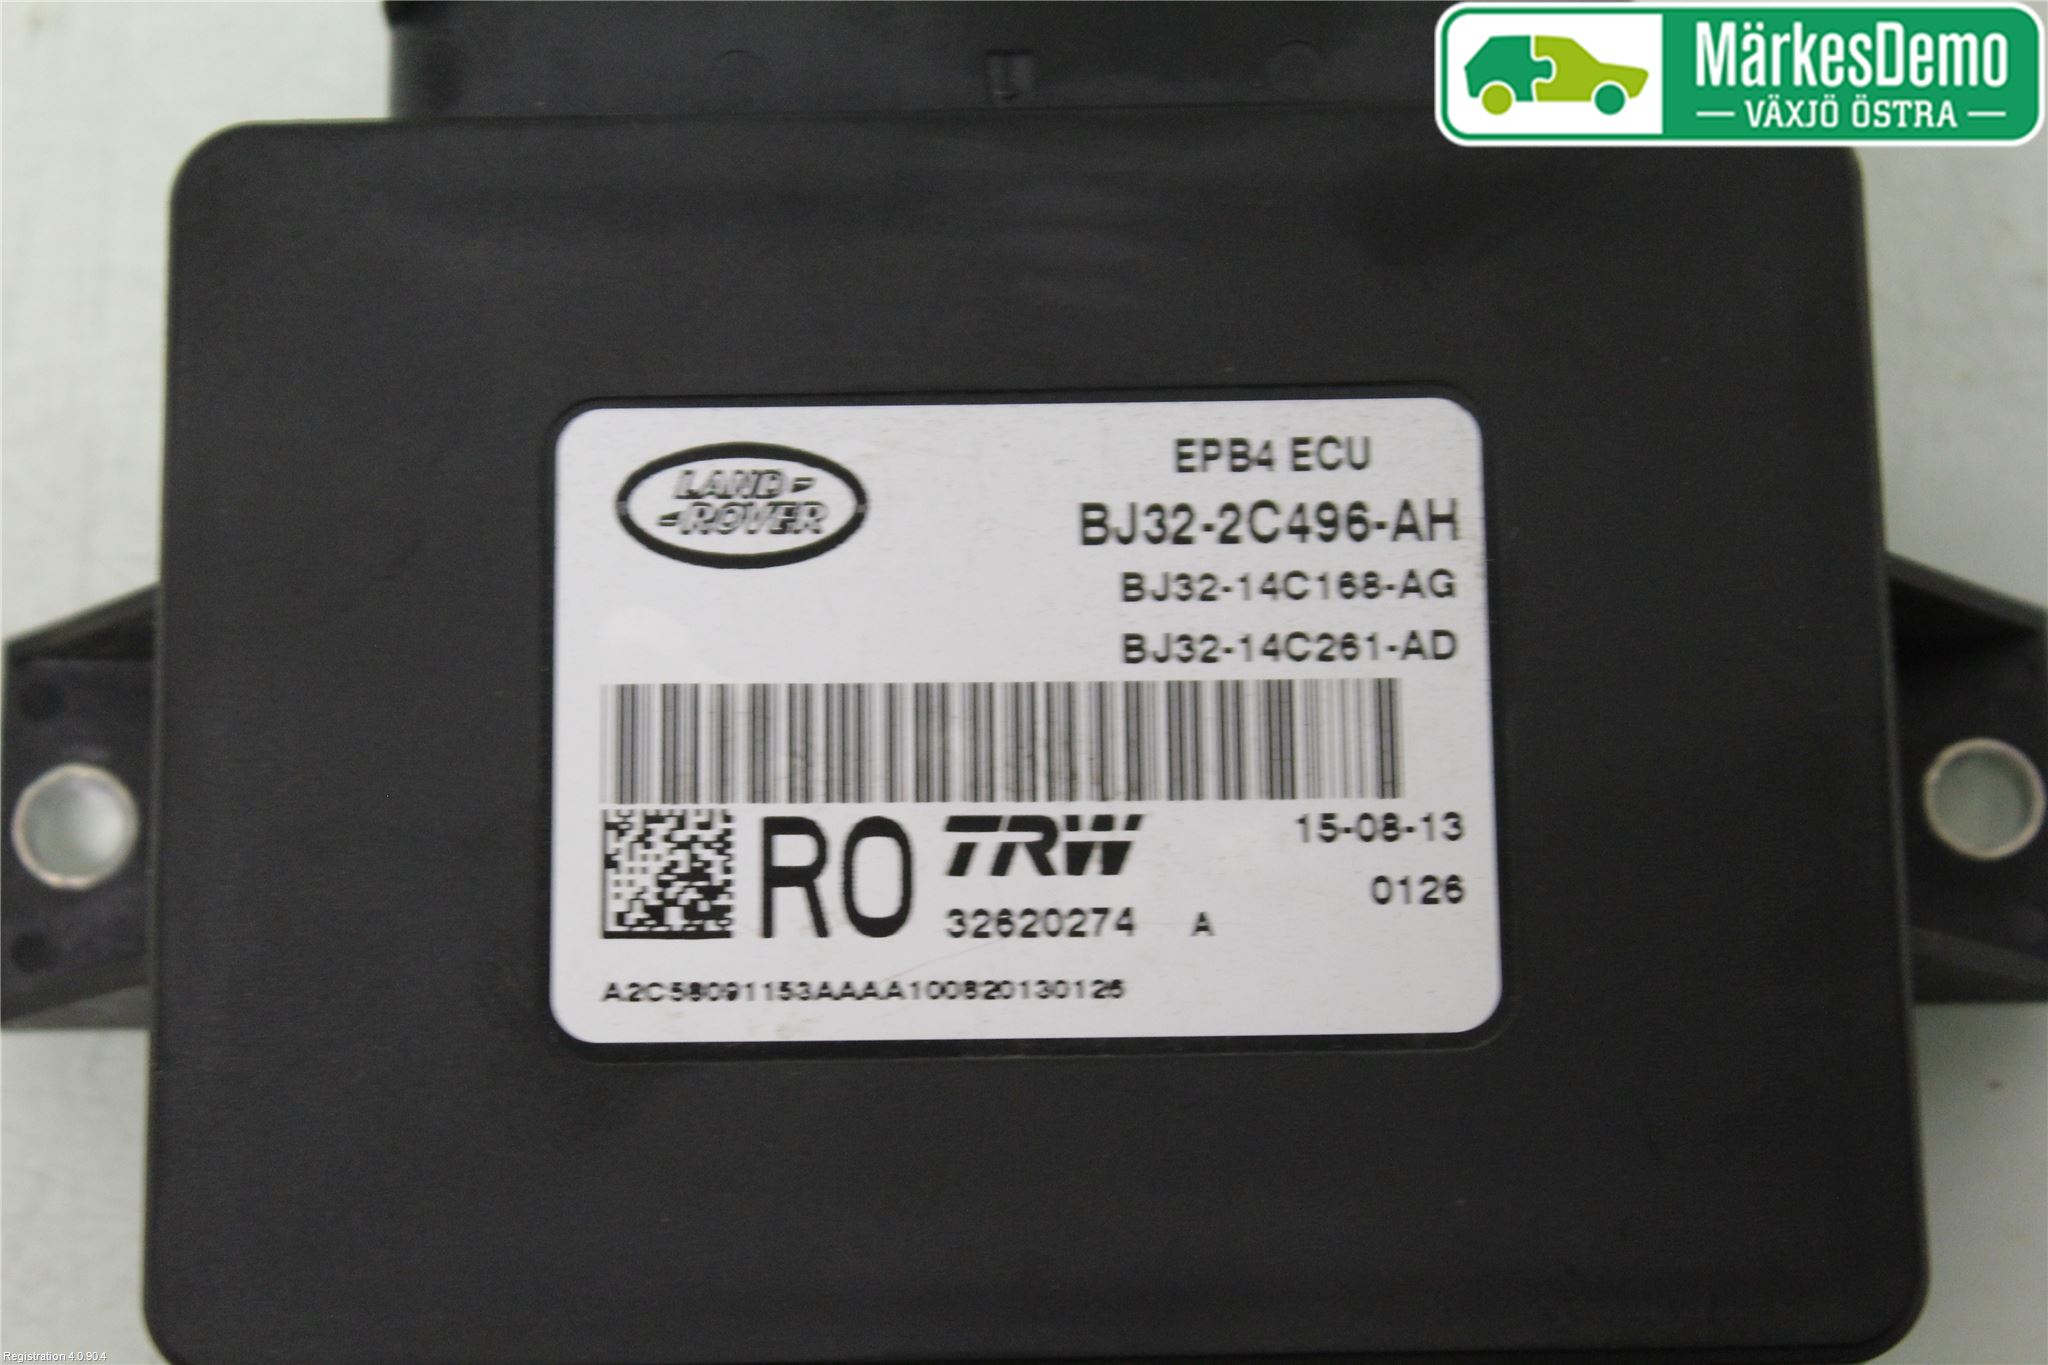 MärkesDemo
VÄXJÖ ÖSTRA
LAND-
-ROVER
EPB4 ECU
BJ32-2C496-AH
BJ32-14C168-AG
BJ32-14C261-AD
RO
TRW
15-08-13
0126
32620274 A
A2C58091153AAAA100820130126
Registration 4.0.90.4